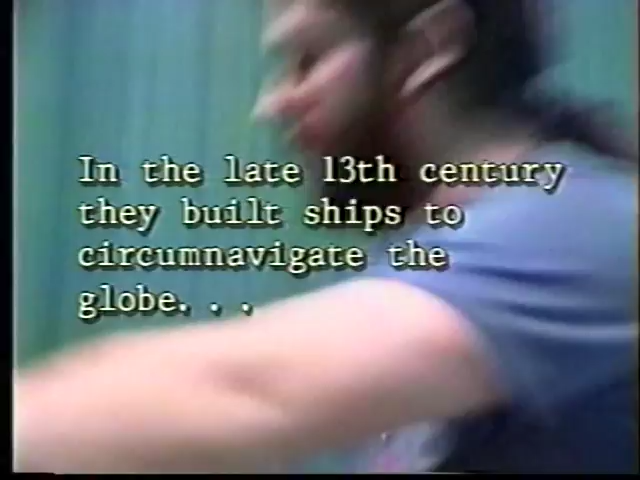 In the late 13th century
they built ships to
circumnavigate the
globe. . .